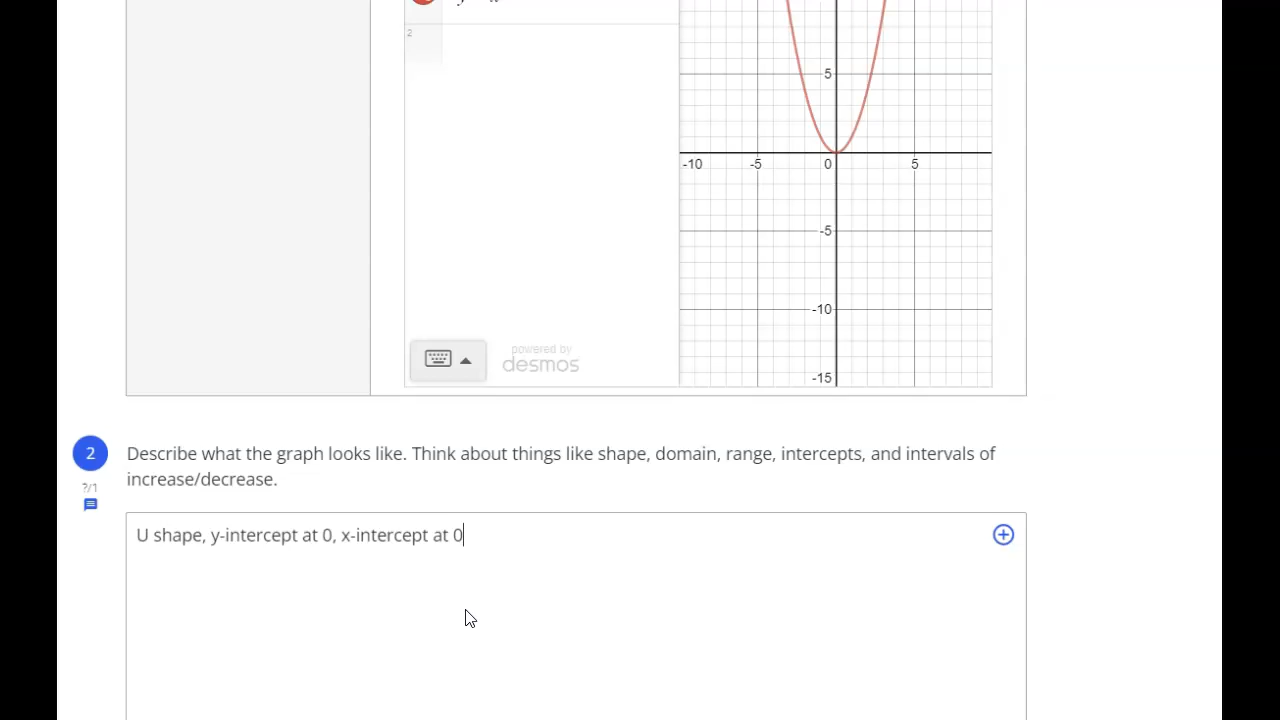 2
5
-10 -5 0 5
-5
-10
-15
powered by
desmos
2 Describe what the graph looks like. Think about things like shape, domain, range, intercepts, and intervals of
?/1 increase/decrease.
U shape, y-intercept at 0, x-intercept at 0